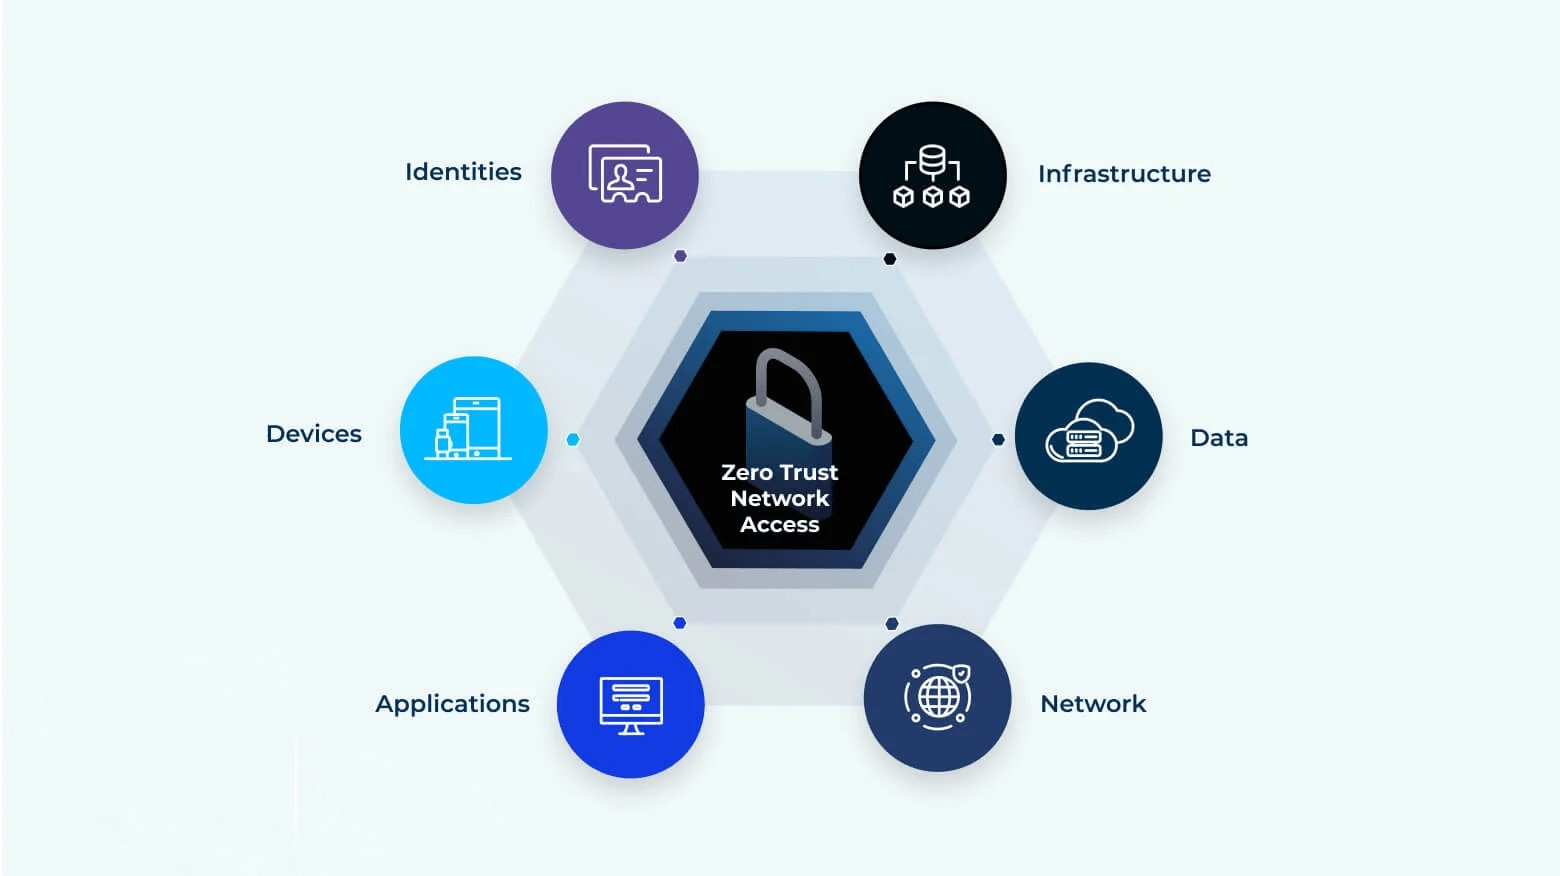 Identities
Infrastructure
Devices
Zero Trust
Network
Access
Data
Applications
Network